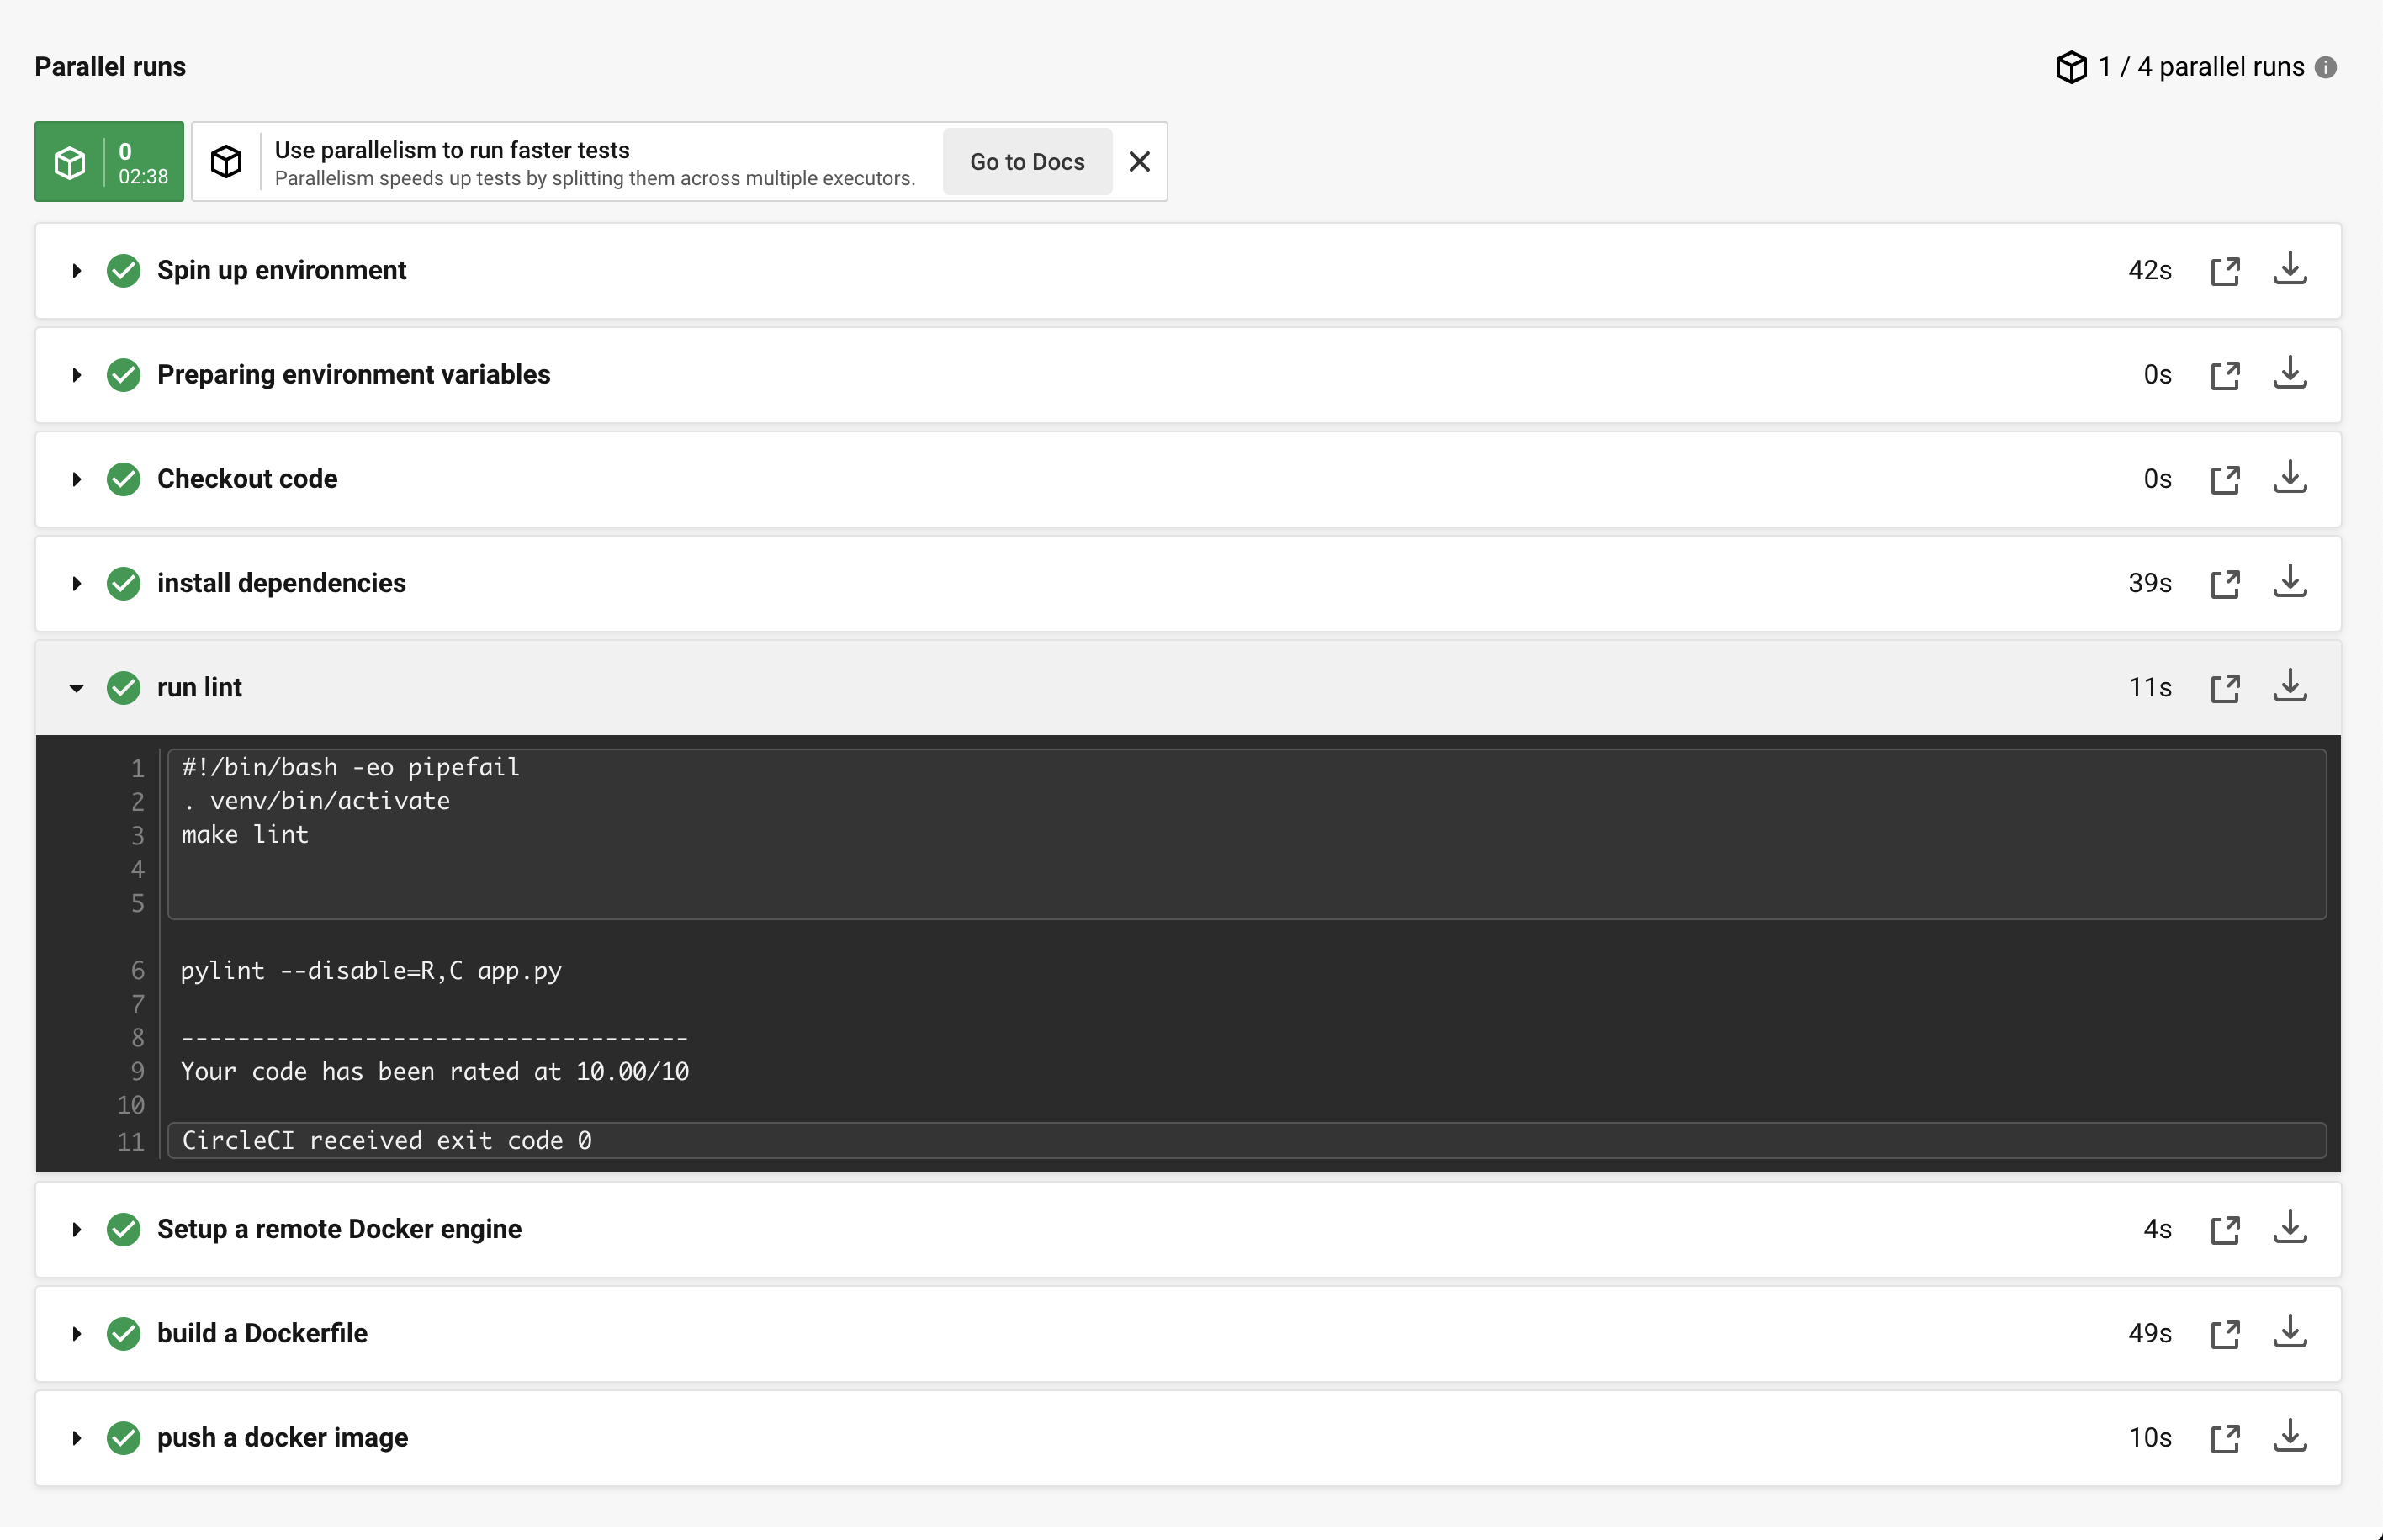 Parallel runs
1 / 4 parallel runs
0
02:38
Use parallelism to run faster tests
Parallelism speeds up tests by splitting them across multiple executors.
Go to Docs
Spin up environment 42s
Preparing environment variables 0s
Checkout code 0s
install dependencies 39s
run lint 11s
1 #!/bin/bash -eo pipefail
2 . venv/bin/activate
3 make lint
4
5
6 pylint --disable=R,C app.py
7
8 ------------------------------------
9 Your code has been rated at 10.00/10
10
11 CircleCI received exit code 0
Setup a remote Docker engine 4s
build a Dockerfile 49s
push a docker image 10s